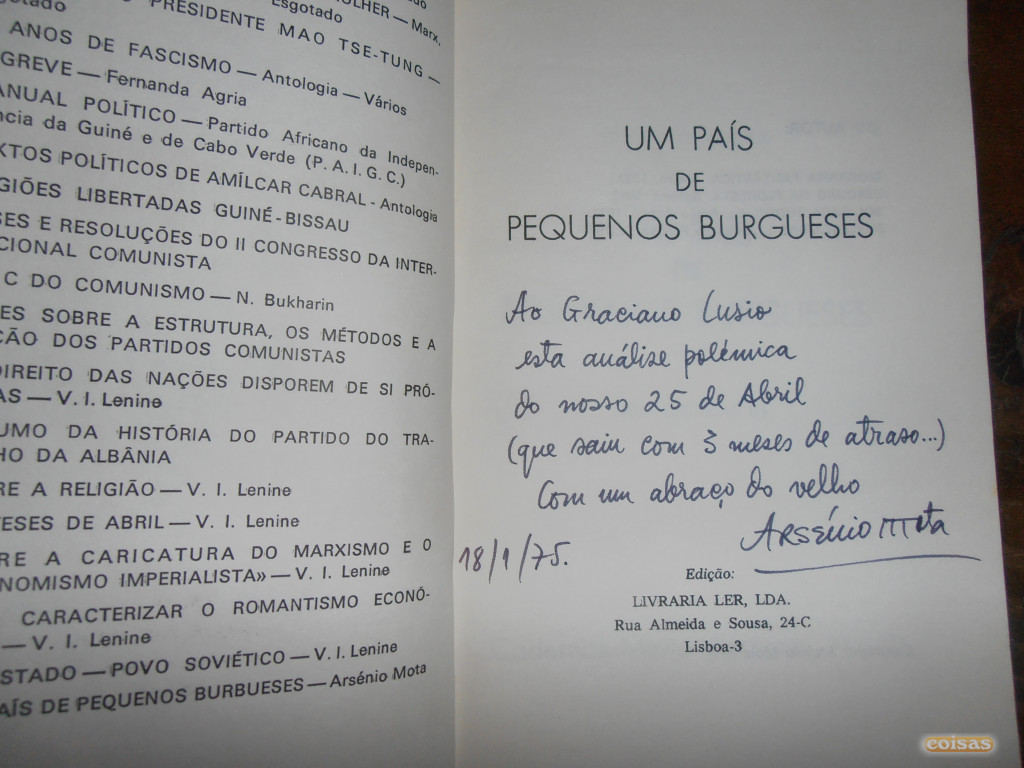 Esgotado
OLHER — Marx,
PRESIDENTE MAO TSE-TUNG —
ANOS DE FASCISMO — Antologia — Vários
GREVE — Fernanda Agria
ANUAL POLÍTICO — Partido Africano da Indepen-
ncia da Guiné e de Cabo Verde (P. A. I. G. C.)
XTOS POLÍTICOS DE AMÍLCAR CABRAL - Antologia
GIÕES LIBERTADAS GUINÉ-BISSAU
SES E RESOLUÇÕES DO II CONGRESSO DA INTER-
CIONAL COMUNISTA
C DO COMUNISMO — N. Bukharin
ES SOBRE A ESTRUTURA, OS MÉTODOS E A
ÇÃO DOS PARTIDOS COMUNISTAS
DIREITO DAS NAÇÕES DISPOREM DE SI PRÓ-
AS — V. I. Lenine
UMO DA HISTÓRIA DO PARTIDO DO TRA-
HO DA ALBÂNIA
RE A RELIGIÃO — V. I. Lenine
TESES DE ABRIL — V. I. Lenine
RE A CARICATURA DO MARXISMO E O
NOMISMO IMPERIALISTA» — V. I. Lenine
CARACTERIZAR O ROMANTISMO ECONÓ-
— V. I. Lenine
STADO — POVO SOVIÉTICO — V. I. Lenine
AÍS DE PEQUENOS BURBUESES — Arsénio Mota
UM PAÍS
DE
PEQUENOS BURGUESES
Ao Graciano Lusio
esta análise polémica
do nosso 25 de Abril
(que saiu com 3 meses de atraso...)
Com um abraço do velho
ARSÉNIO Mota
18/1/75.
Edição:
LIVRARIA LER, LDA.
Rua Almeida e Sousa, 24-C
Lisboa-3
coisas